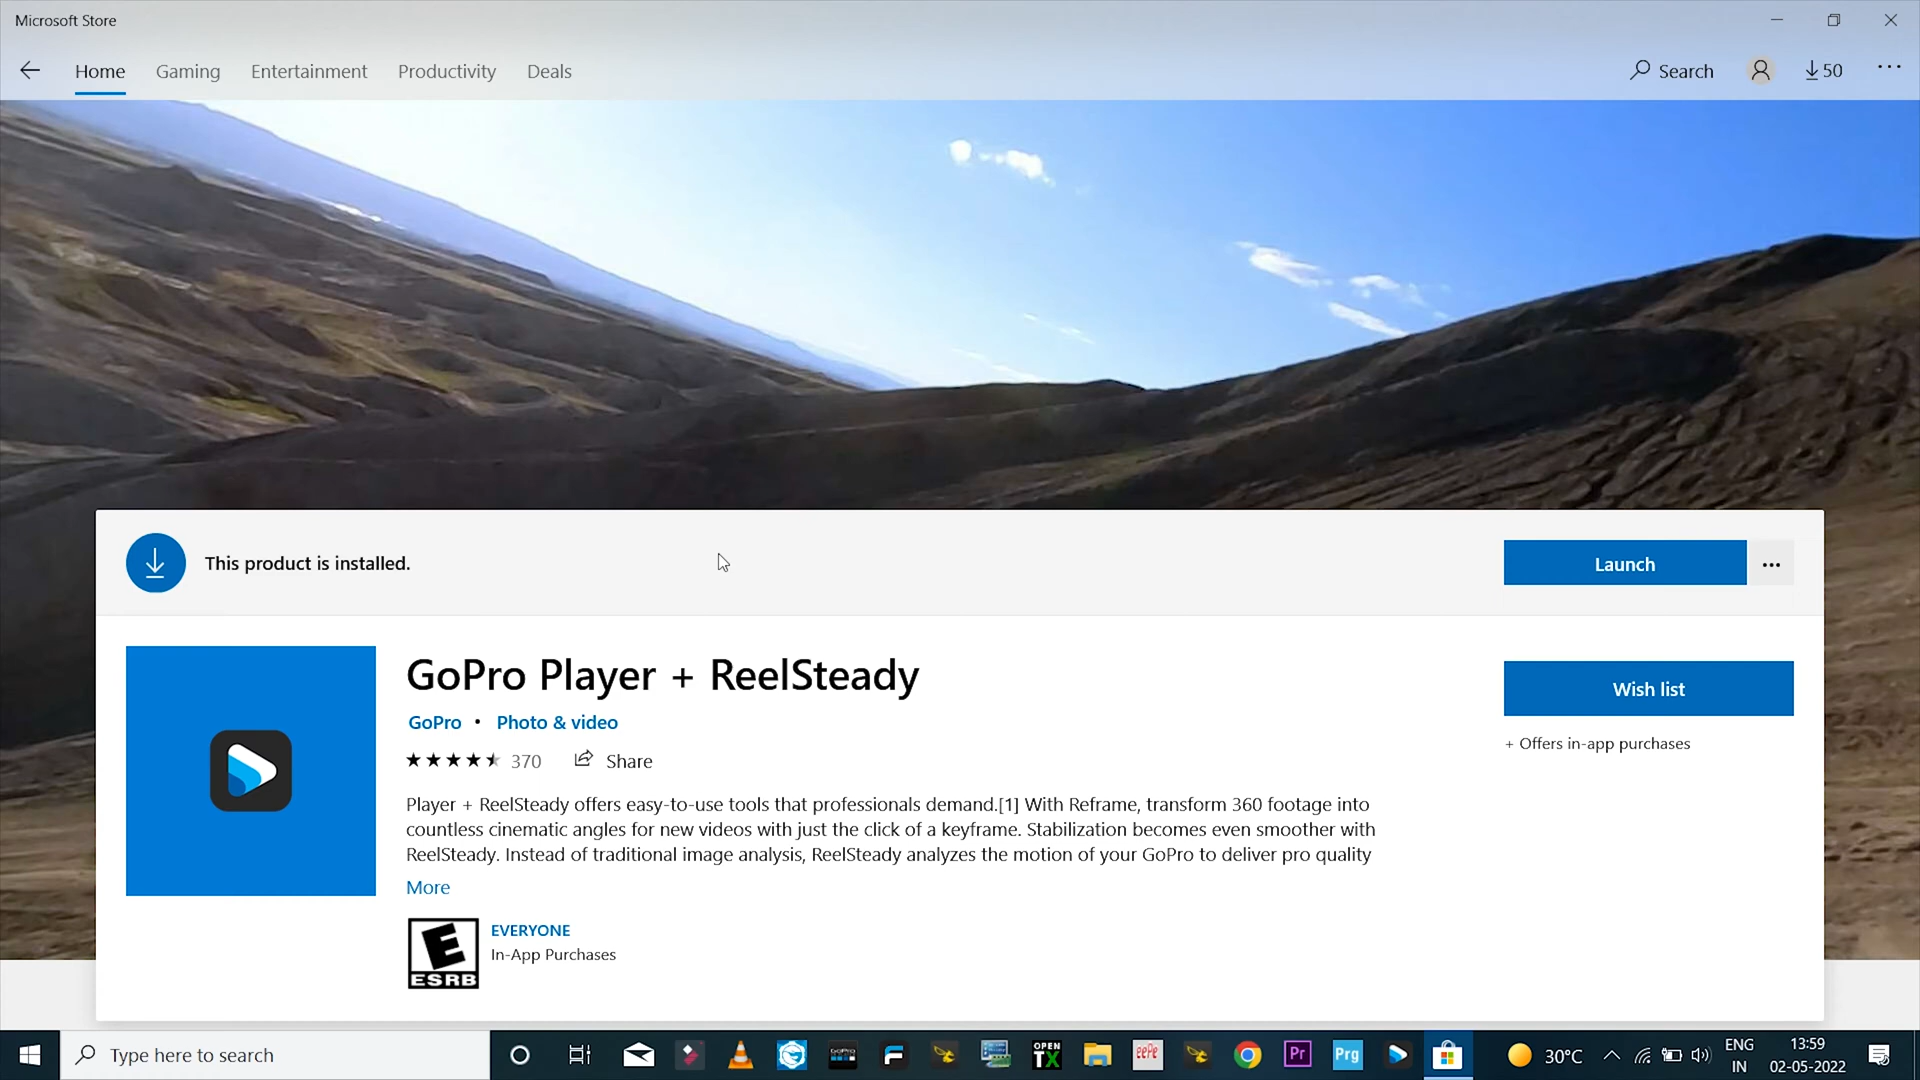 Microsoft Store
Home Gaming Entertainment Productivity Deals Search 50
This product is installed.
Launch
GoPro Player + ReelSteady
GoPro • Photo & video
Wish list
370 Share
+ Offers in-app purchases
Player + ReelSteady offers easy-to-use tools that professionals demand.[1] With Reframe, transform 360 footage into
countless cinematic angles for new videos with just the click of a keyframe. Stabilization becomes even smoother with
ReelSteady. Instead of traditional image analysis, ReelSteady analyzes the motion of your GoPro to deliver pro quality
More
E
ESRB
EVERYONE
In-App Purchases
Type here to search
GoPro
OPEN
TX
eePe
Pr
Prg
30°C
ENG
IN
13:59
02-05-2022